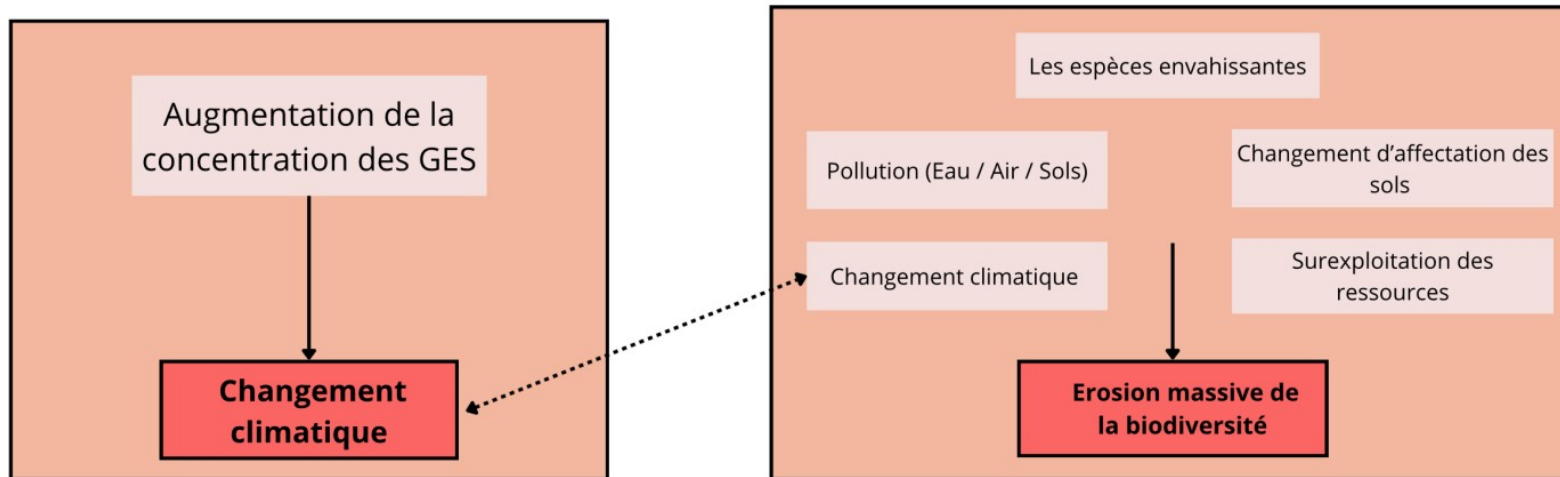 Augmentation de la
concentration des GES
Changement
climatique
Les espèces envahissantes
Pollution (Eau / Air / Sols)
Changement d’affectation des
sols
Changement climatique
Surexploitation des
ressources
Erosion massive de
la biodiversité